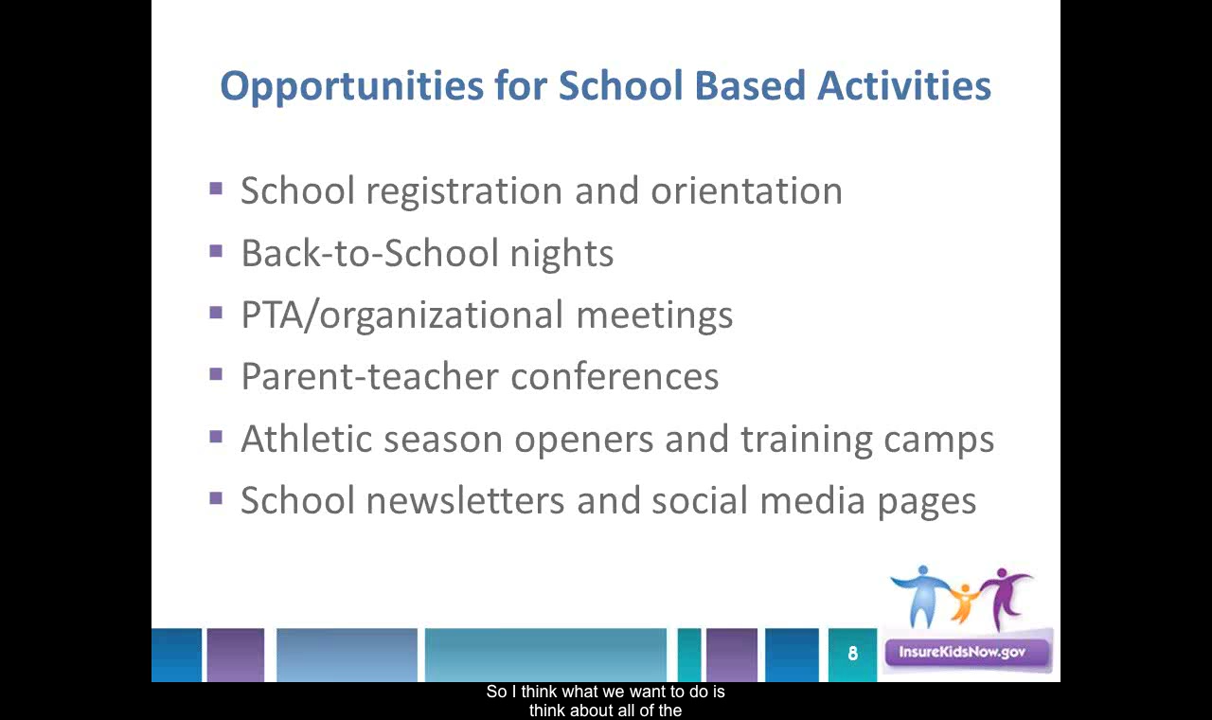 Opportunities for School Based Activities
School registration and orientation
Back-to-School nights
PTA/organizational meetings
Parent-teacher conferences
Athletic season openers and training camps
School newsletters and social media pages
8
InsureKidsNow.gov
So I think what we want to do is
think about all of the